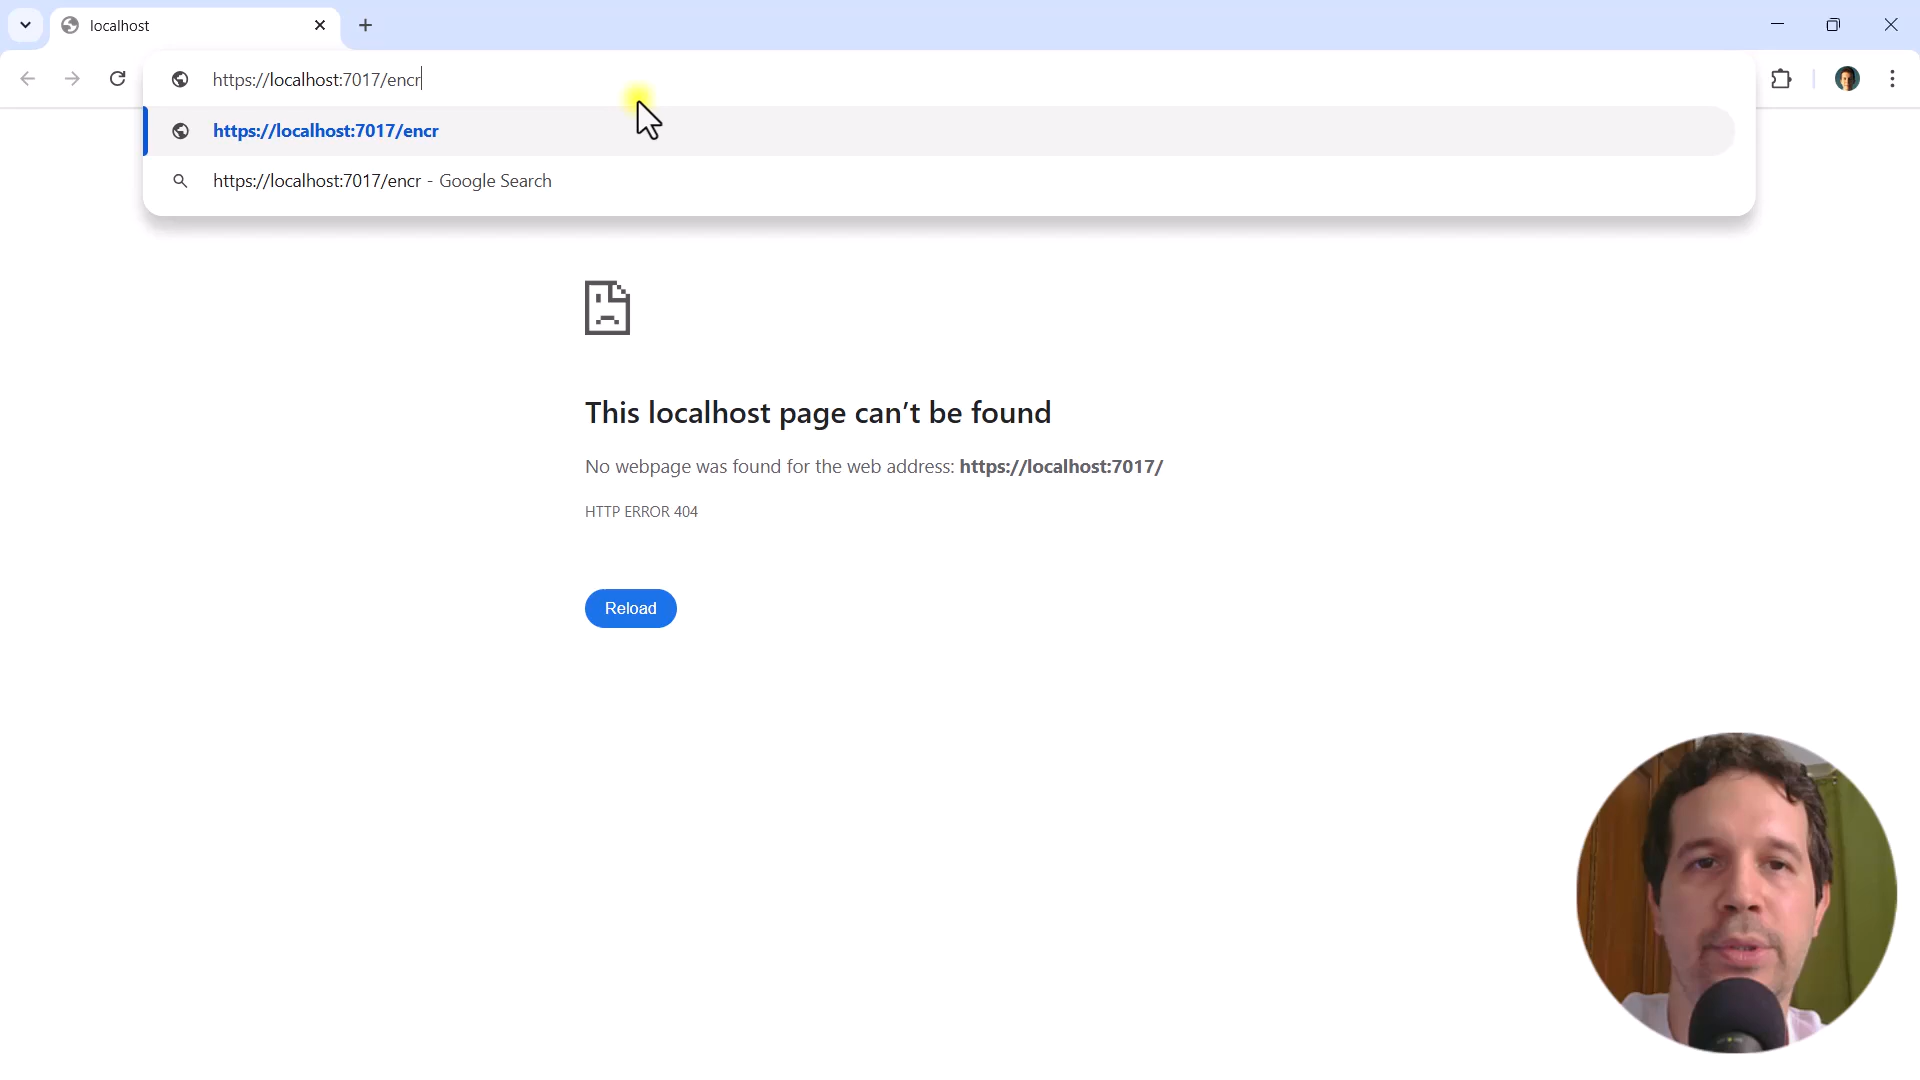 localhost
https://localhost:7017/encr
https://localhost:7017/encr
https://localhost:7017/encr - Google Search
This localhost page can’t be found
No webpage was found for the web address: https://localhost:7017/
HTTP ERROR 404
Reload